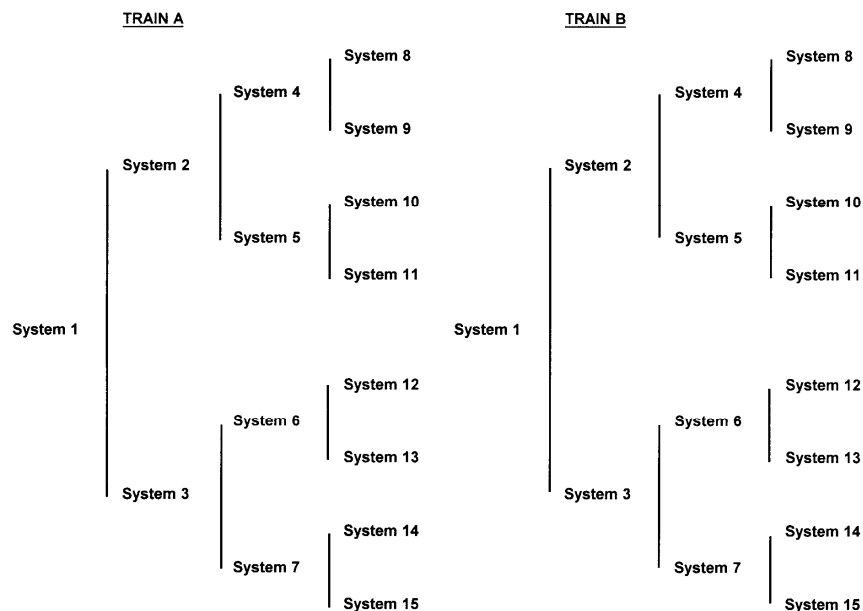 TRAIN A
System 8
System 4
System 9
System 2
System 10
System 5
System 11
System 1
System 12
System 6
System 13
System 3
System 14
System 7
System 15
TRAIN B
System 8
System 4
System 9
System 2
System 10
System 5
System 11
System 1
System 12
System 6
System 13
System 3
System 14
System 7
System 15